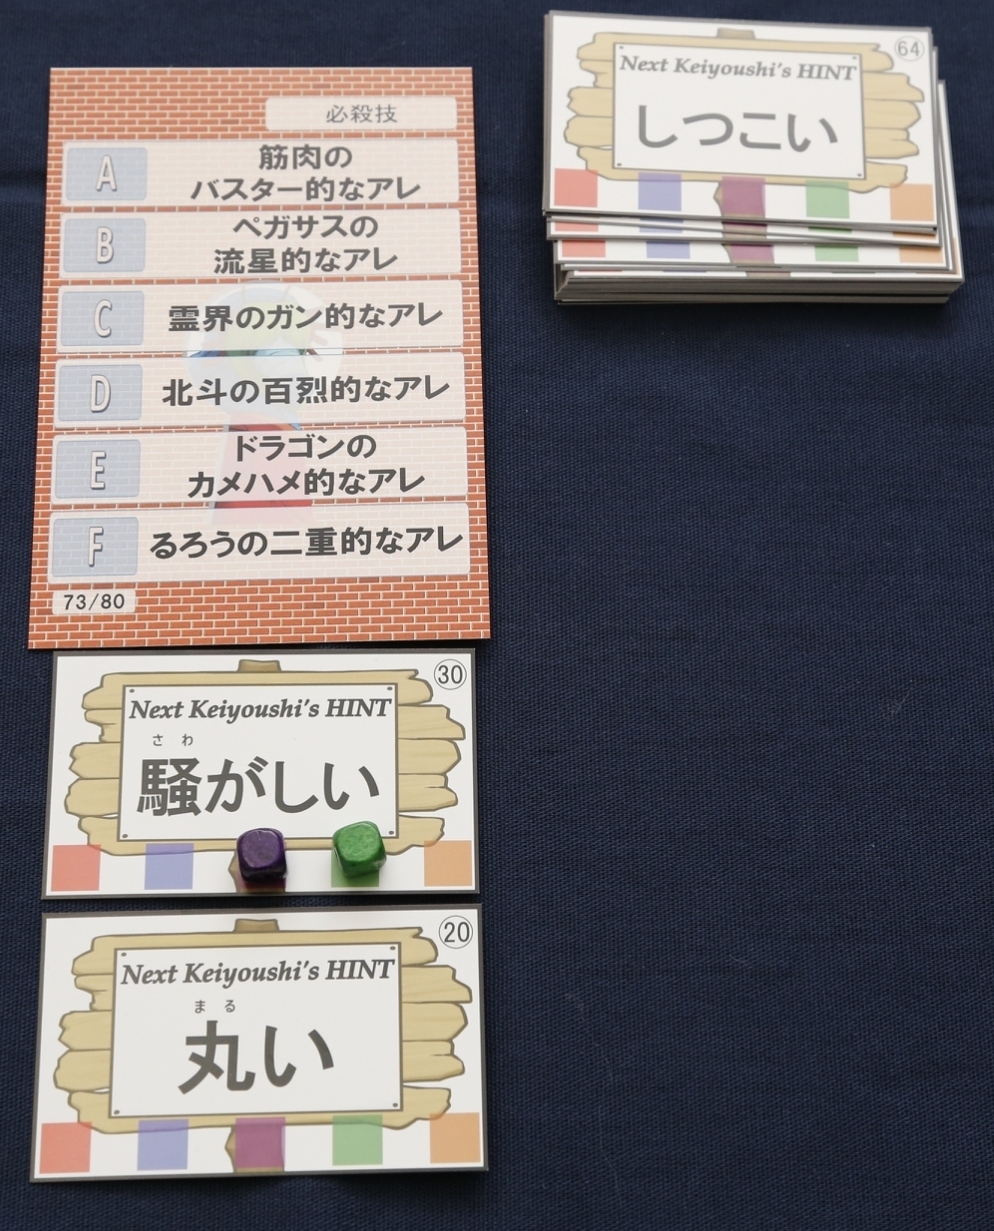 必殺技
A
筋肉の
バスター的なアレ
B
ペガサスの
流星的なアレ
C
霊界のガン的なアレ
D
北斗の百烈的なアレ
E
ドラゴンの
カメハメ的なアレ
F
るろうの二重的なアレ
73/80
64
Next Keiyoushi's HINT
しつこい
30
Next Keiyoushi's HINT
さわ
騒がしい
20
Next Keiyoushi's HINT
まる
丸い